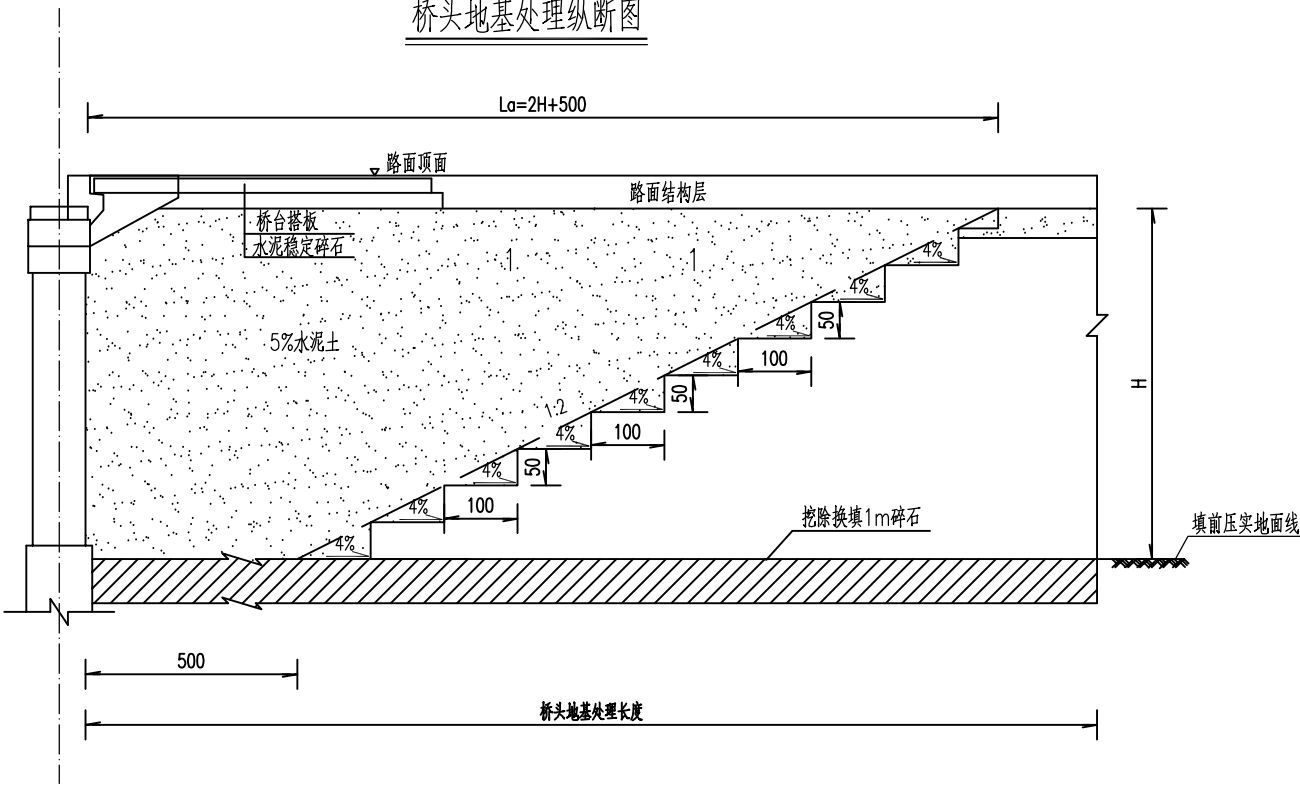 桥头地基处理纵断图
La=2H+500
路面顶面
路面结构层
桥台搭板
水泥稳定碎石
1
1
4%
4%
50
4%
5%水泥土
4%
100
H
50
4%
1:2
4%
100
50
4%
4%
100
挖除换填1m碎石
填前压实地面线
4%
500
桥头地基处理长度